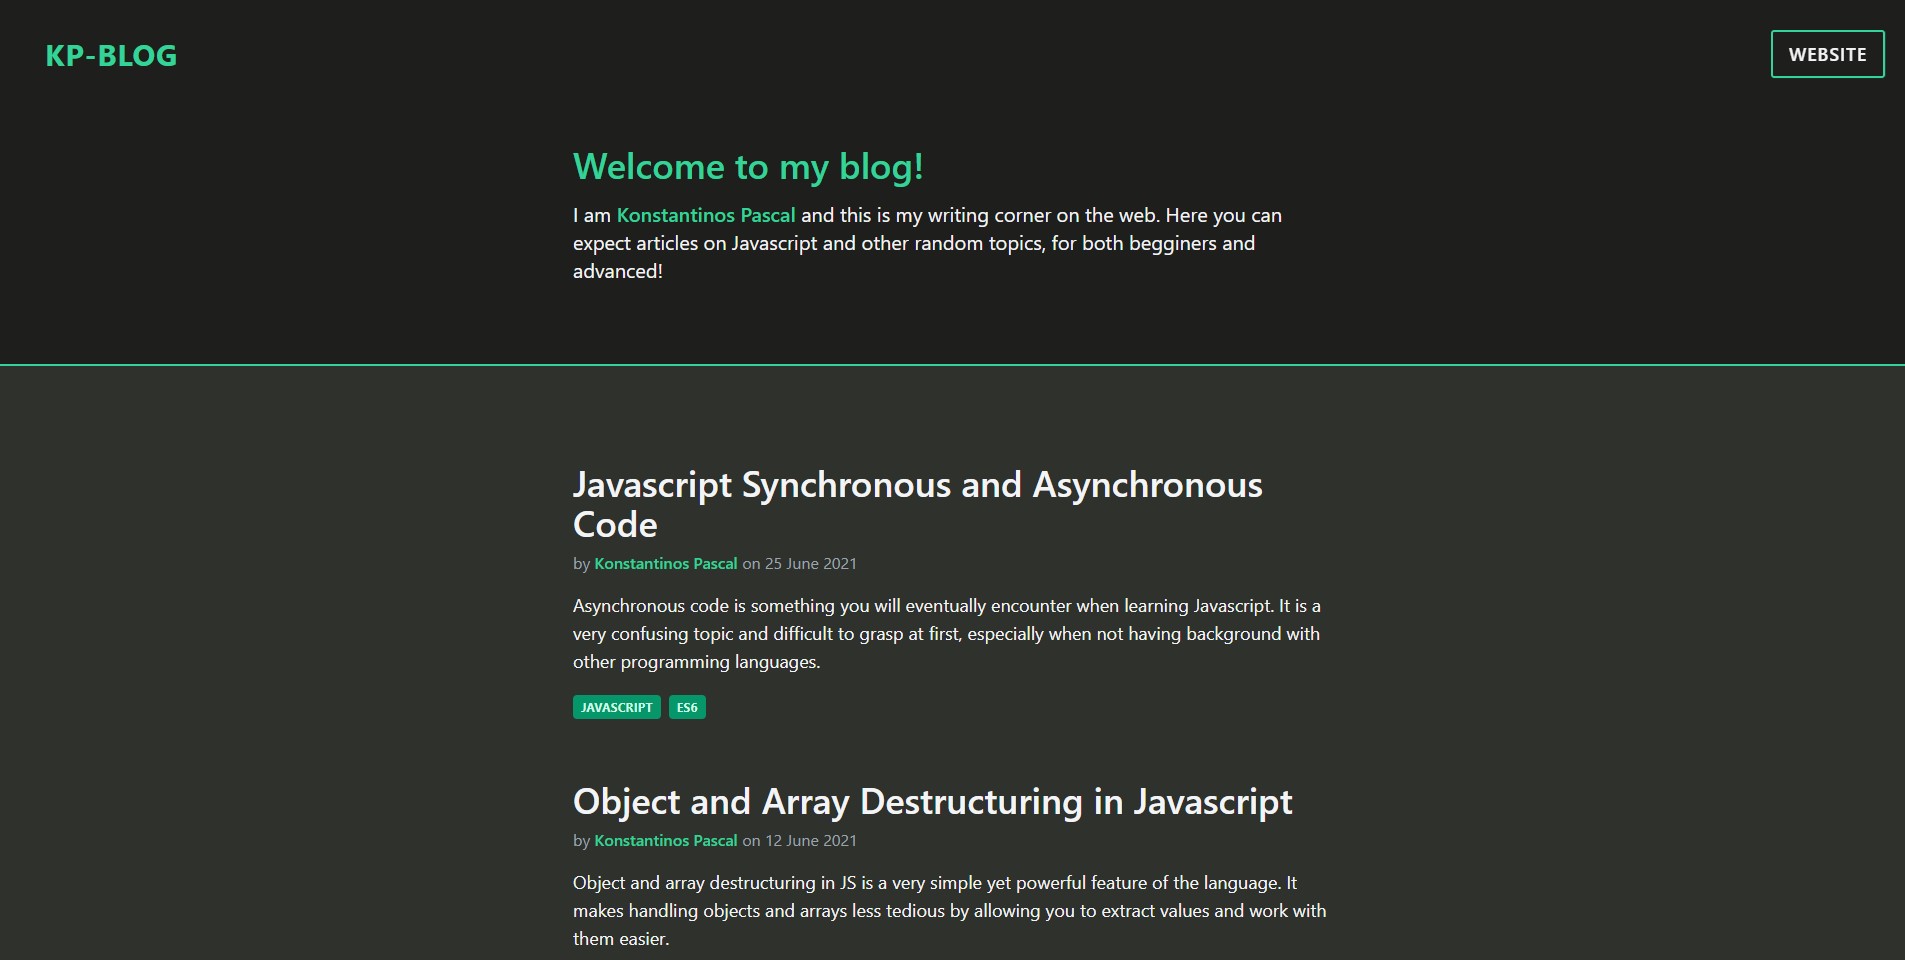 KP-BLOG
WEBSITE
Welcome to my blog!
I am Konstantinos Pascal and this is my writing corner on the web. Here you can
expect articles on Javascript and other random topics, for both begginers and
advanced!
Javascript Synchronous and Asynchronous
Code
by Konstantinos Pascal on 25 June 2021
Asynchronous code is something you will eventually encounter when learning Javascript. It is a
very confusing topic and difficult to grasp at first, especially when not having background with
other programming languages.
JAVASCRIPT ES6
Object and Array Destructuring in Javascript
by Konstantinos Pascal on 12 June 2021
Object and array destructuring in JS is a very simple yet powerful feature of the language. It
makes handling objects and arrays less tedious by allowing you to extract values and work with
them easier.